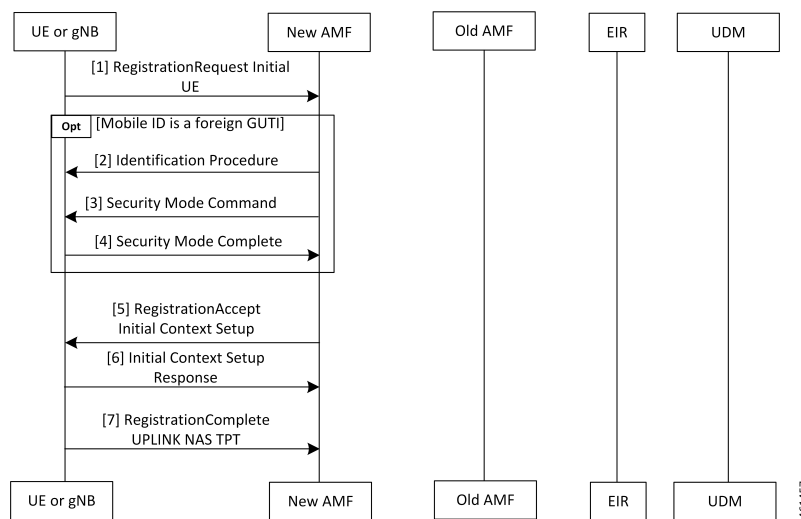 UE or gNB
New AMF
Old AMF
EIR
UDM
[1] RegistrationRequest Initial
UE
Opt
[Mobile ID is a foreign GUTI]
[2] Identification Procedure
[3] Security Mode Command
[4] Security Mode Complete
[5] RegistrationAccept
Initial Context Setup
[6] Initial Context Setup
Response
[7] RegistrationComplete
UPLINK NAS TPT
UE or gNB
New AMF
Old AMF
EIR
UDM